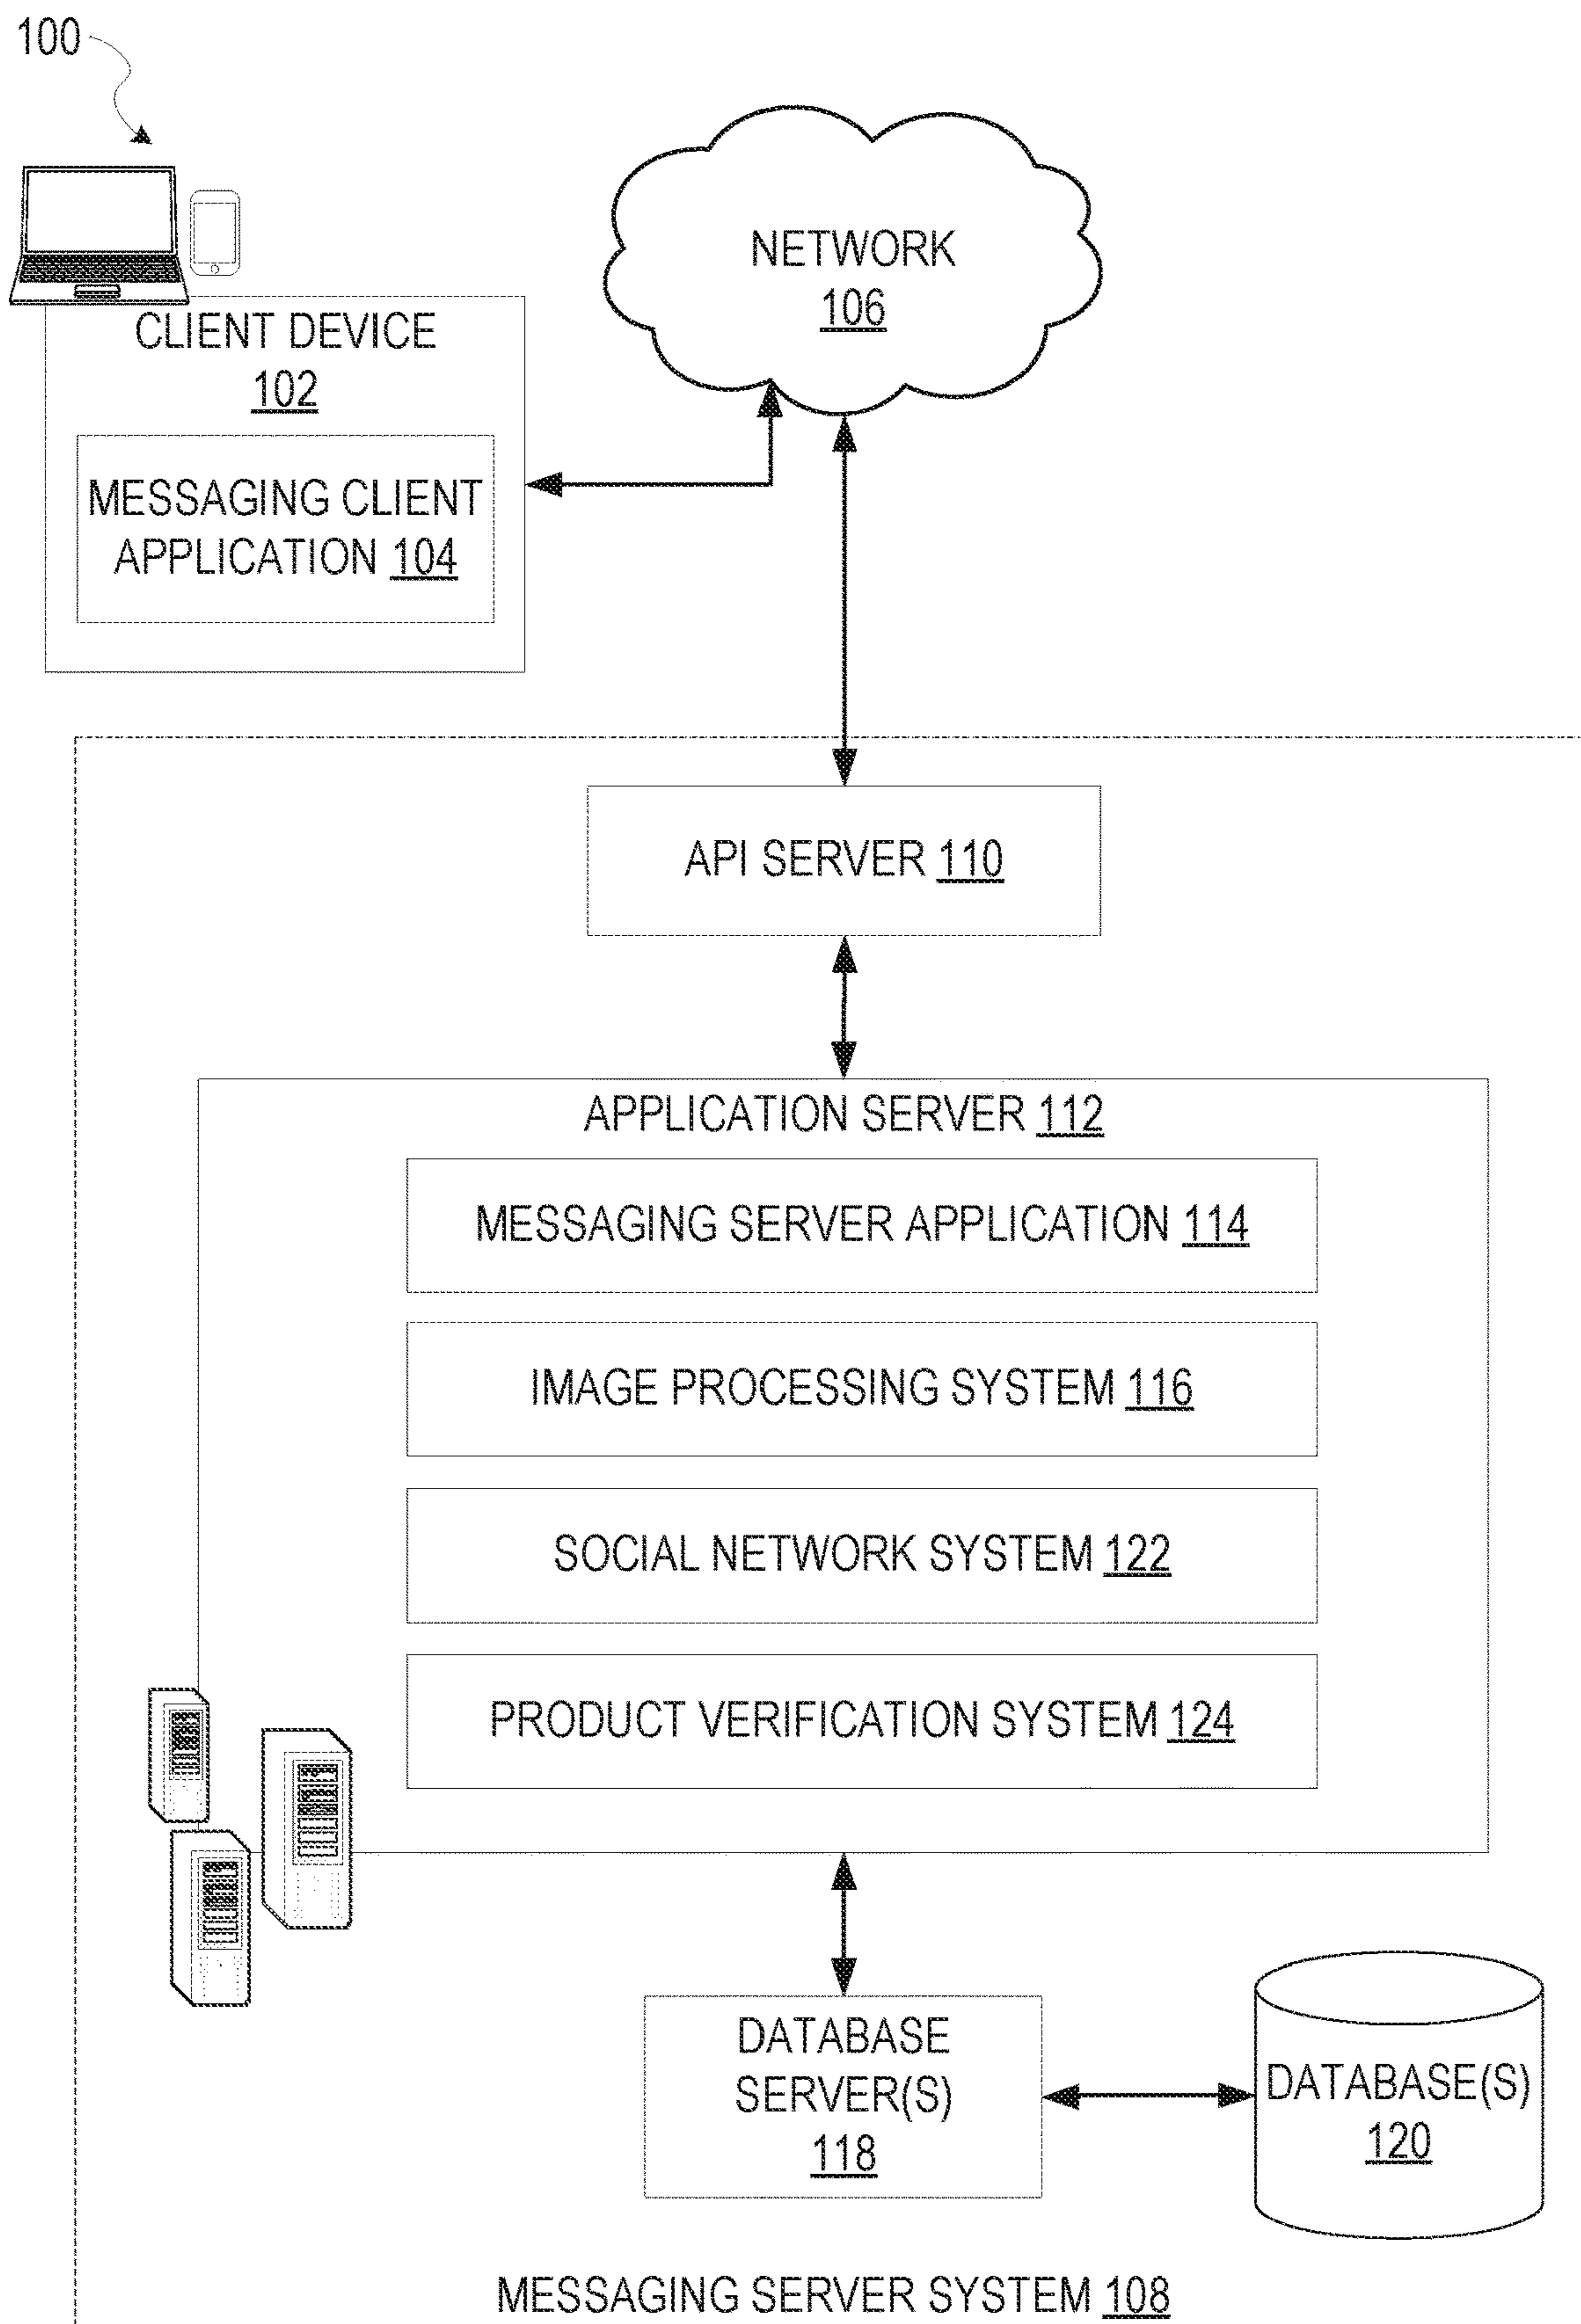 100
NETWORK
106
CLIENT DEVICE
102
MESSAGING CLIENT
APPLICATION 104
API SERVER 110
APPLICATION SERVER 112
MESSAGING SERVER APPLICATION 114
IMAGE PROCESSING SYSTEM 116
SOCIAL NETWORK SYSTEM 122
PRODUCT VERIFICATION SYSTEM 124
DATABASE
SERVER(S)
118
DATABASE(S)
120
MESSAGING SERVER SYSTEM 108